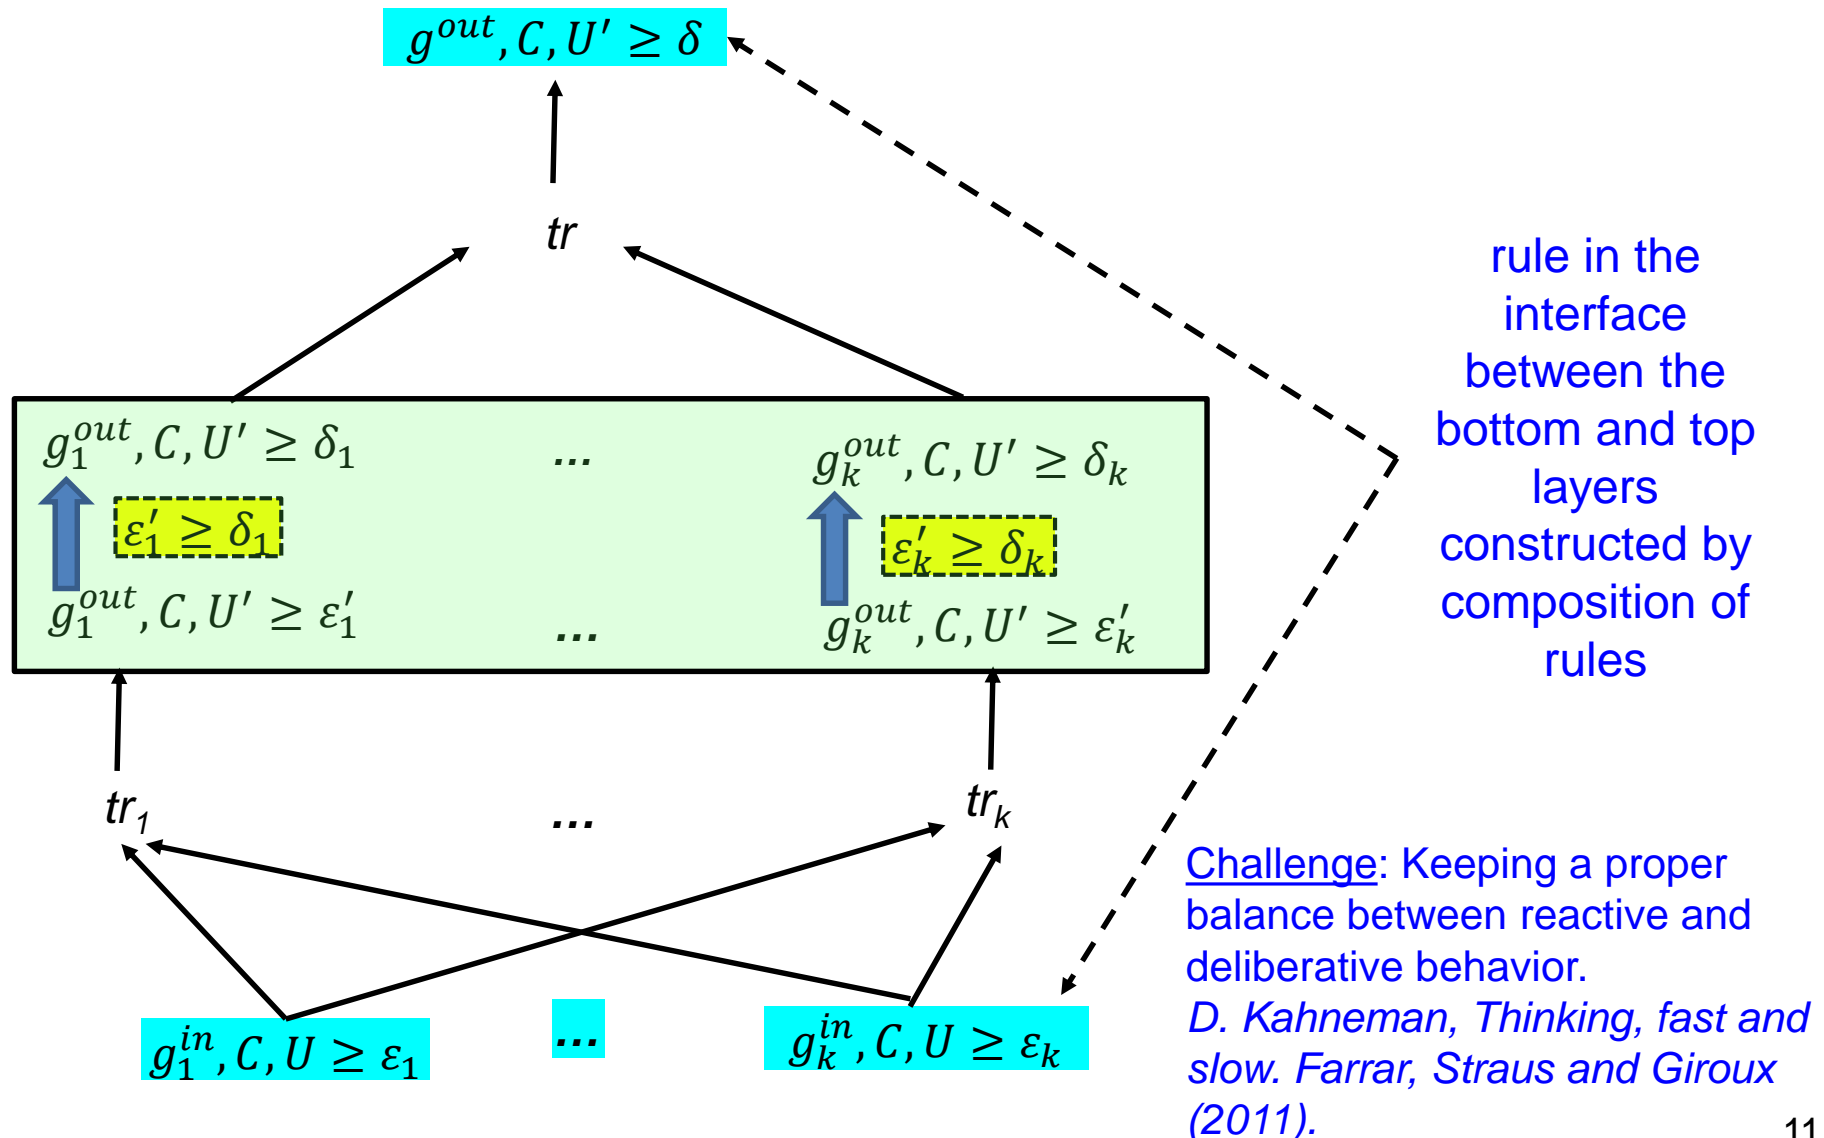 g^{out}, C, U′ ≥ δ
tr
rule in the
interface
between the
bottom and top
layers
constructed by
composition of
rules
g_1^{out}, C, U′ ≥ δ_1 ... g_k^{out}, C, U′ ≥ δ_k
ε′_1 ≥ δ_1 ε′_k ≥ δ_k
g_1^{out}, C, U′ ≥ ε′_1 ... g_k^{out}, C, U′ ≥ ε′_k
tr_1 ... tr_k
g_1^{in}, C, U ≥ ε_1 ... g_k^{in}, C, U ≥ ε_k
Challenge: Keeping a proper
balance between reactive and
deliberative behavior.
D. Kahneman, Thinking, fast and
slow. Farrar, Straus and Giroux
(2011).
11